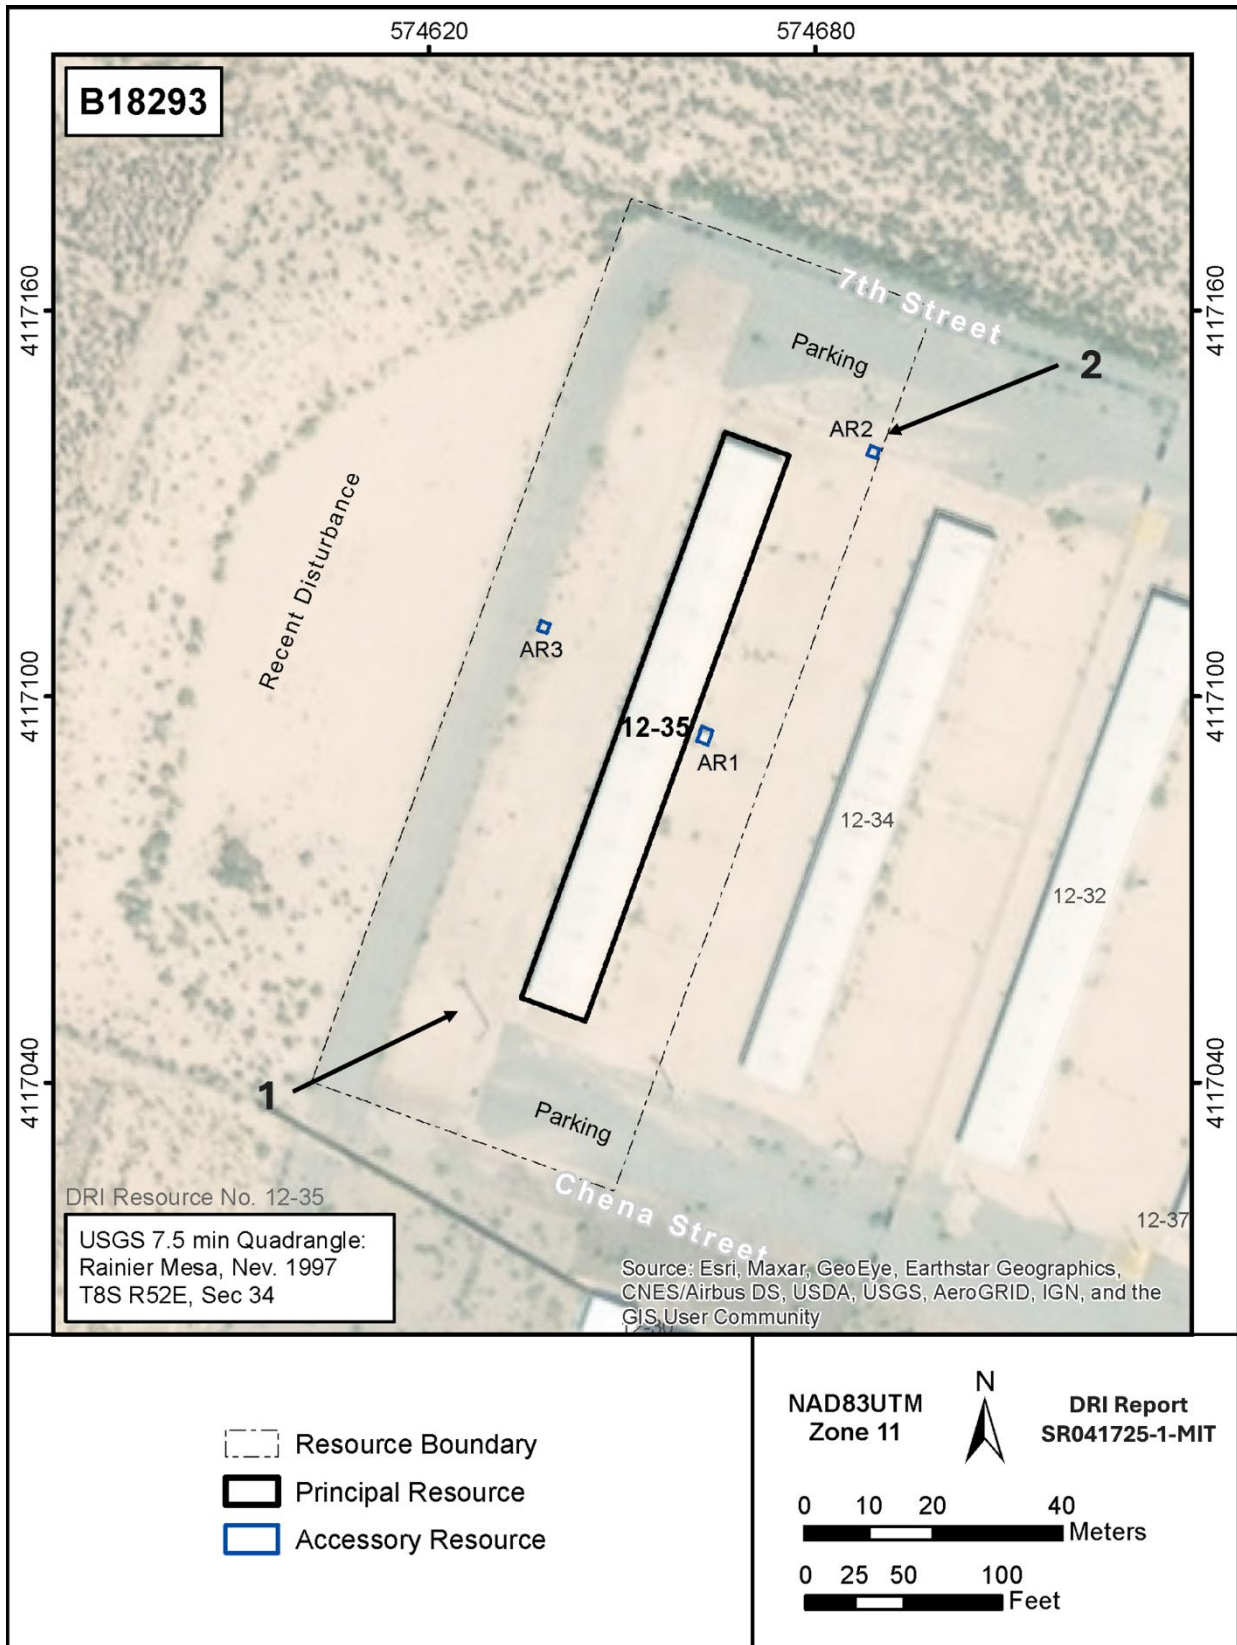 574620
574680
B18293
7th Street
4117160
4117160
Parking
2
AR2
Recent Disturbance
AR3
4117100
4117100
12-35
AR1
12-34
12-32
4117040
4117040
1
Parking
Chena Street
DRI Resource No. 12-35
12-37
USGS 7.5 min Quadrangle:
Rainier Mesa, Nev. 1997
T8S R52E, Sec 34
Source: Esri, Maxar, GeoEye, Earthstar Geographics,
CNES/Airbus DS, USDA, USGS, AeroGRID, IGN, and the
GIS User Community
12-30
Resource Boundary
Principal Resource
Accessory Resource
NAD83UTM
Zone 11
N
DRI Report
SR041725-1-MIT
0 10 20 40
Meters
0 25 50 100
Feet